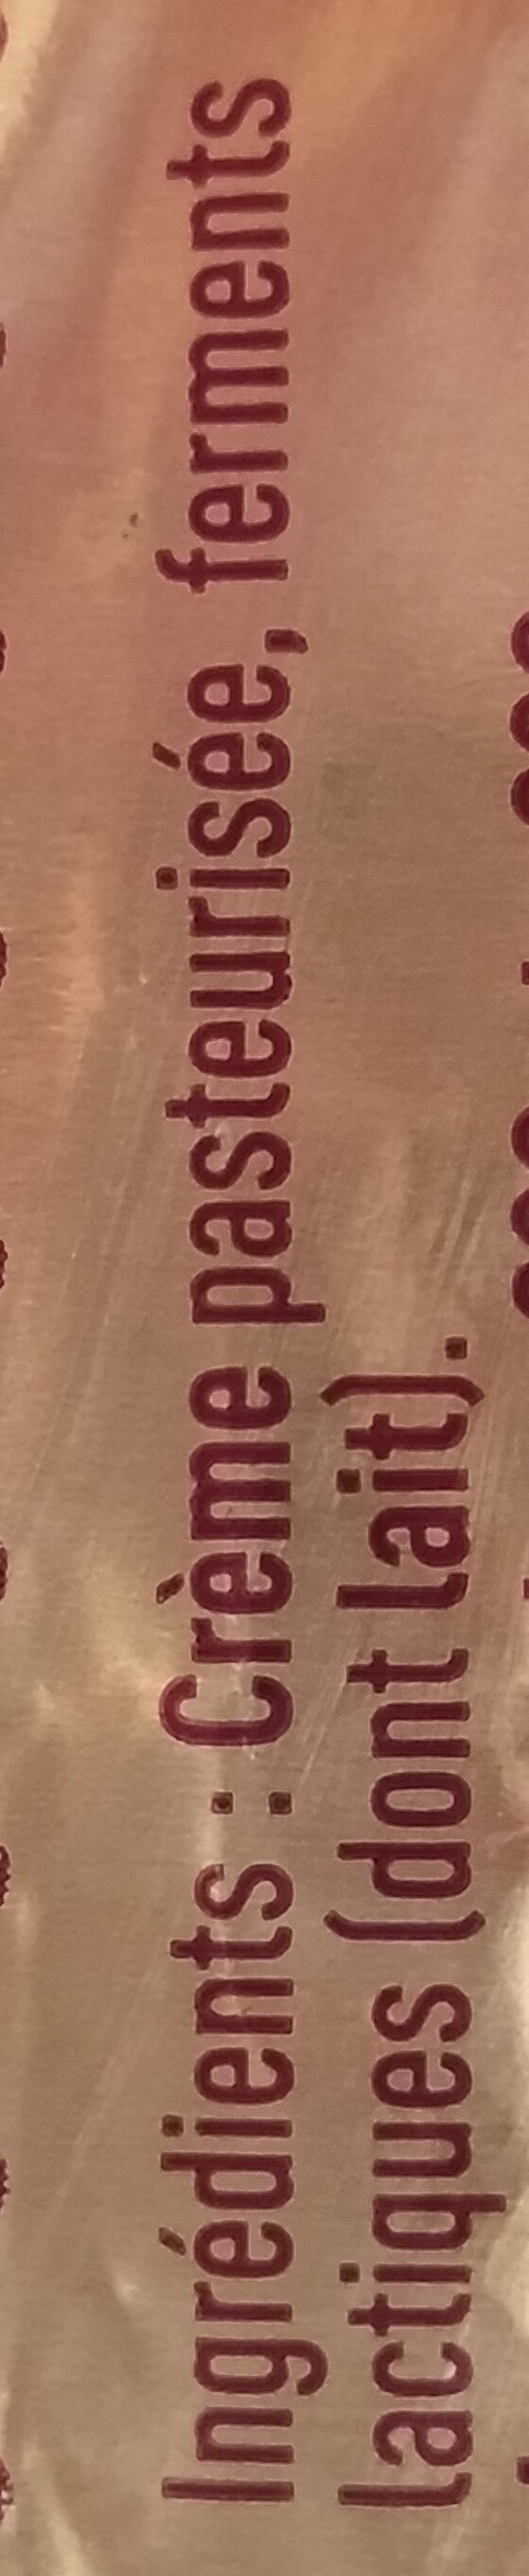 Ingrédients : Crème pasteurisée, ferments
lactiques (dont lait).